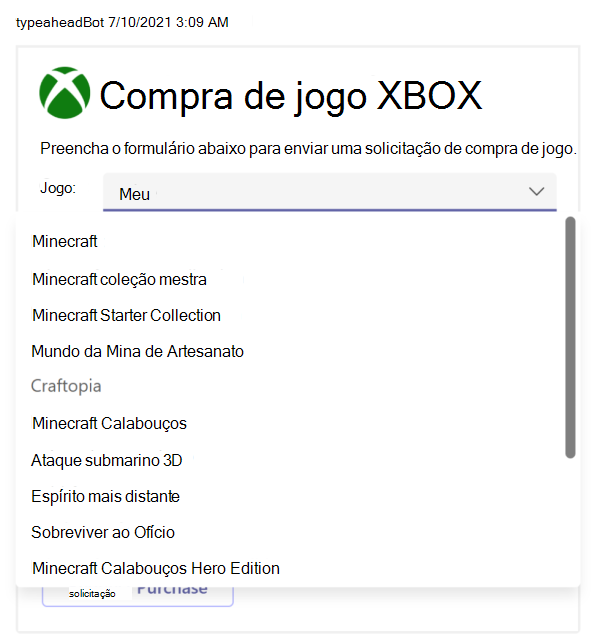 typeaheadBot 7/10/2021 3:09 AM
Compra de jogo XBOX
Preencha o formulário abaixo para enviar uma solicitação de compra de jogo.
Jogo: Meu
Minecraft
Minecraft coleção mestra
Minecraft Starter Collection
Mundo da Mina de Artesanato
Craftopia
Minecraft Calabouços
Ataque submarino 3D
Espírito mais distante
Sobreviver ao Ofício
Minecraft Calabouços Hero Edition
solicitação Purchase